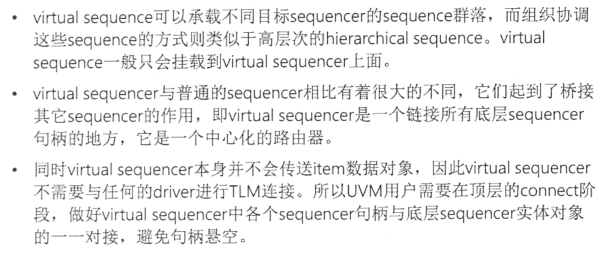 • virtual sequence可以承载不同目标sequencer的sequence群落，而组织协调
这些sequence的方式则类似于高层次的hierarchical sequence。virtual
sequence一般只会挂载到virtual sequencer上面。
• virtual sequencer与普通的sequencer相比有着很大的不同，它们起到了桥接
其它sequencer的作用，即virtual sequencer是一个链接所有底层sequencer
句柄的地方，它是一个中心化的路由器。
• 同时virtual sequencer本身并不会传送item数据对象，因此virtual sequencer
不需要与任何的driver进行TLM连接。所以UVM用户需要在顶层的connect阶
段，做好virtual sequencer中各个sequencer句柄与底层sequencer实体对象
的一一对接，避免句柄悬空。